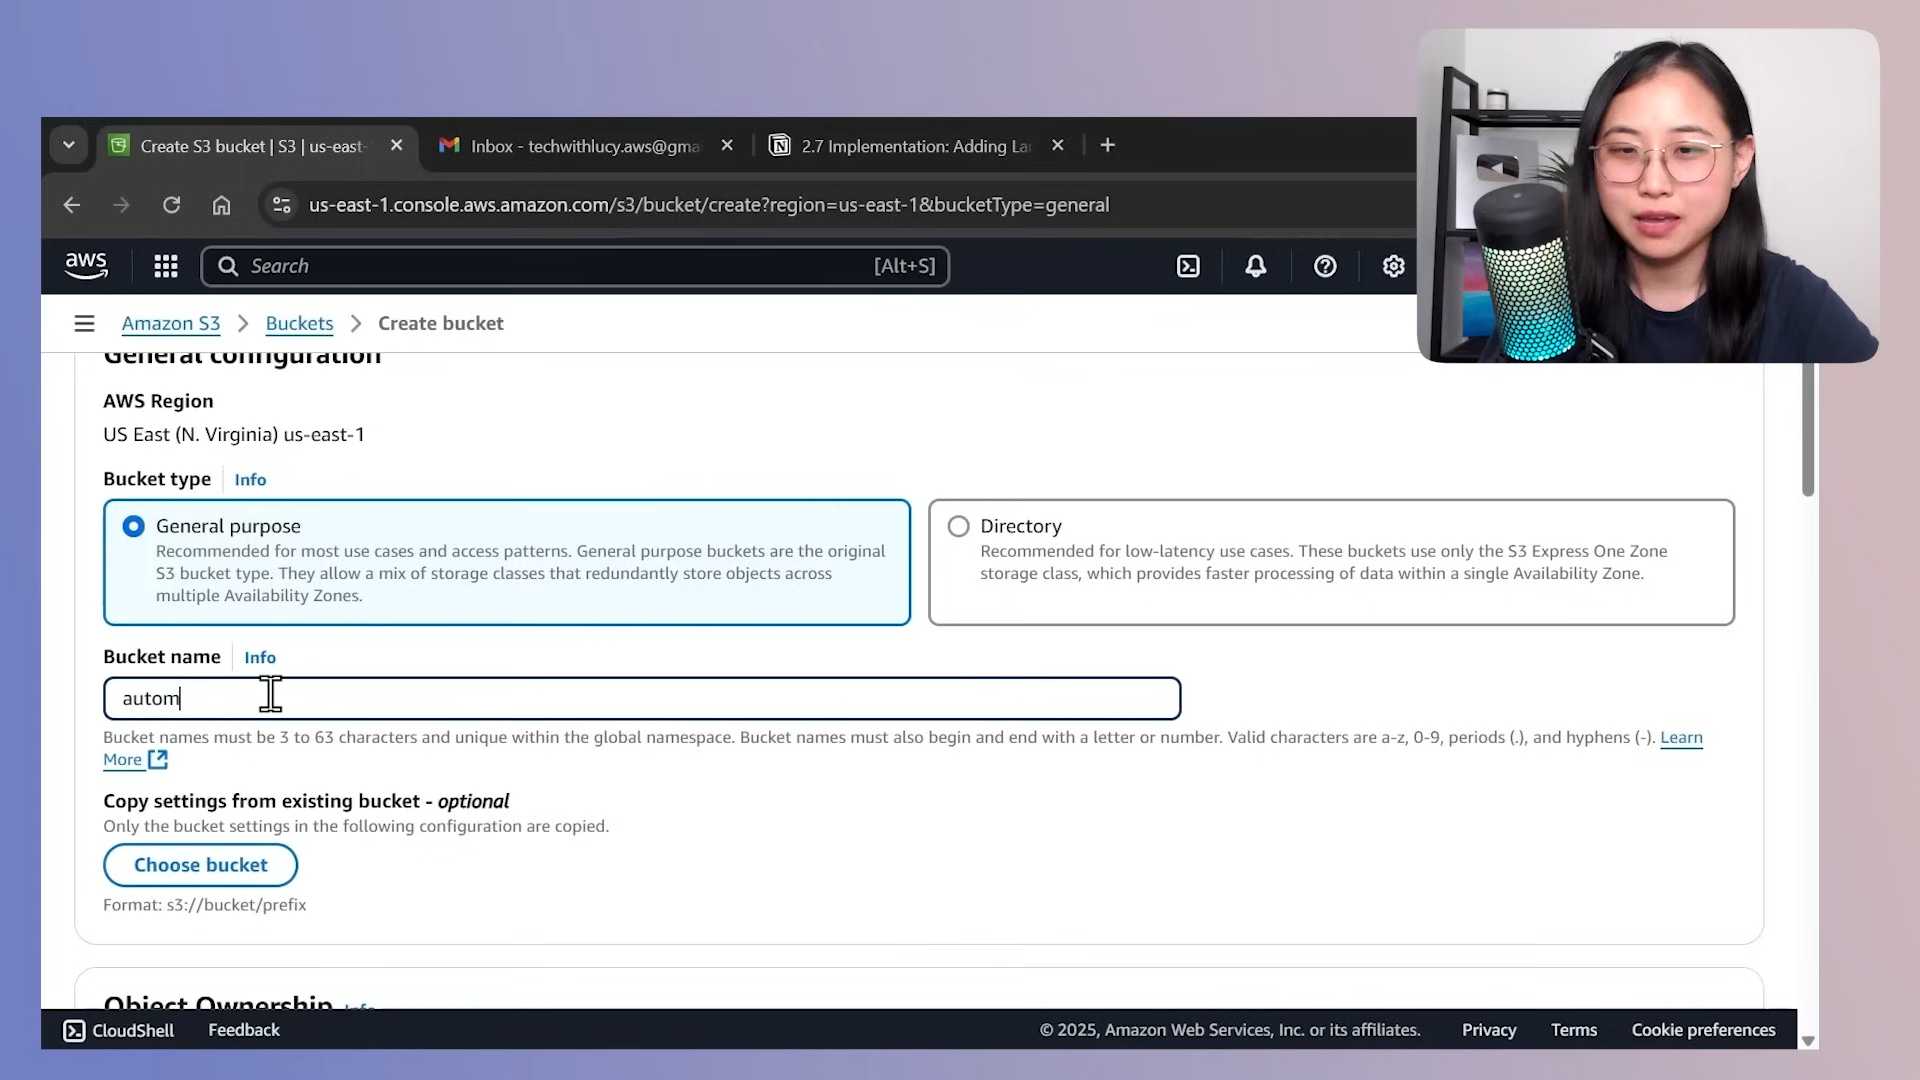 Create S3 bucket | S3 | us-east-
Inbox - techwithlucy.aws@gma
2.7 Implementation: Adding La
us-east-1.console.aws.amazon.com/s3/bucket/create?region=us-east-1&bucketType=general
aws
Search
[Alt+S]
Amazon S3 > Buckets > Create bucket
General configuration
AWS Region
US East (N. Virginia) us-east-1
Bucket type Info
General purpose
Recommended for most use cases and access patterns. General purpose buckets are the original
S3 bucket type. They allow a mix of storage classes that redundantly store objects across
multiple Availability Zones.
Directory
Recommended for low-latency use cases. These buckets use only the S3 Express One Zone
storage class, which provides faster processing of data within a single Availability Zone.
Bucket name Info
autom
Bucket names must be 3 to 63 characters and unique within the global namespace. Bucket names must also begin and end with a letter or number. Valid characters are a-z, 0-9, periods (.), and hyphens (-). Learn
More
Copy settings from existing bucket - optional
Only the bucket settings in the following configuration are copied.
Choose bucket
Format: s3://bucket/prefix
Object Ownership Info
CloudShell Feedback © 2025, Amazon Web Services, Inc. or its affiliates. Privacy Terms Cookie preferences